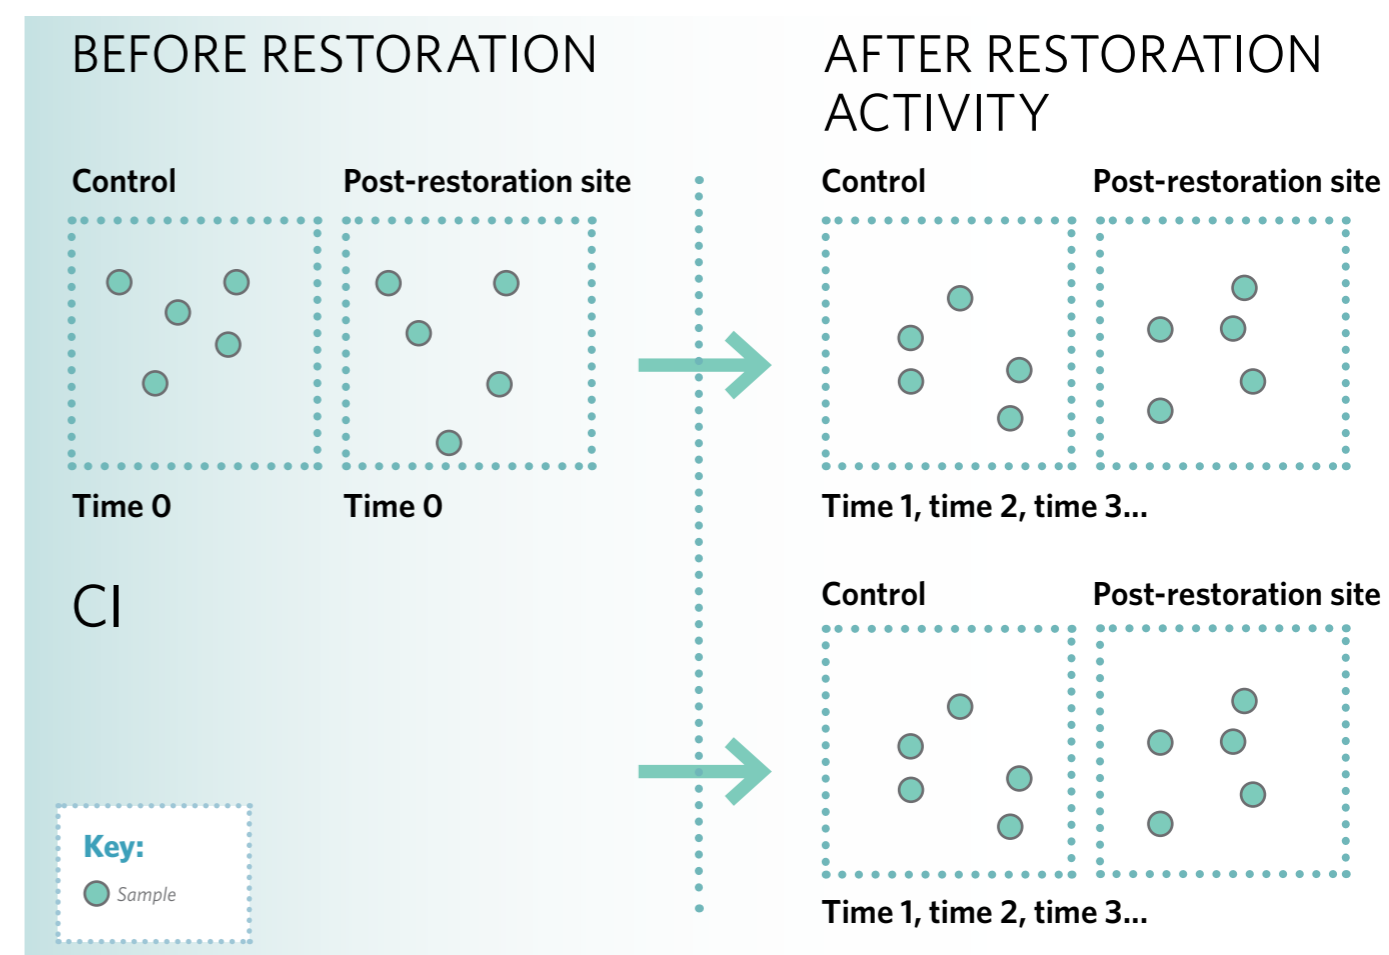 BEFORE RESTORATION
AFTER RESTORATION
ACTIVITY
Control
Post-restoration site
Control
Post-restoration site
Time 0
Time 0
Time 1, time 2, time 3...
CI
Control
Post-restoration site
Key:
Sample
Time 1, time 2, time 3...